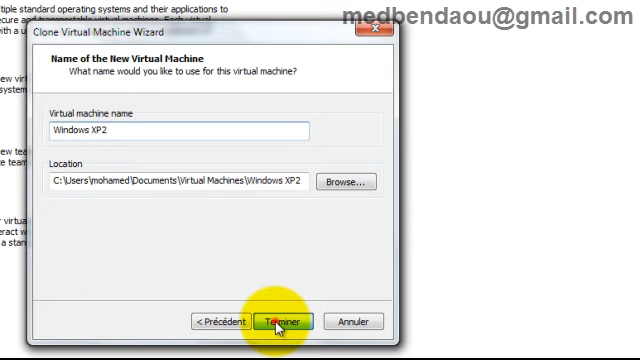 tiple standard operating systems and their applications to
medbendaou@gmail.com
Clone Virtual Machine Wizard
Name of the New Virtual Machine
What name would you like to use for this virtual machine?
Virtual machine name
Windows XP2
Location
C:\Users\mohamed\Documents\Virtual Machines\Windows XP2
Browse...
< Précédent
Terminer
Annuler